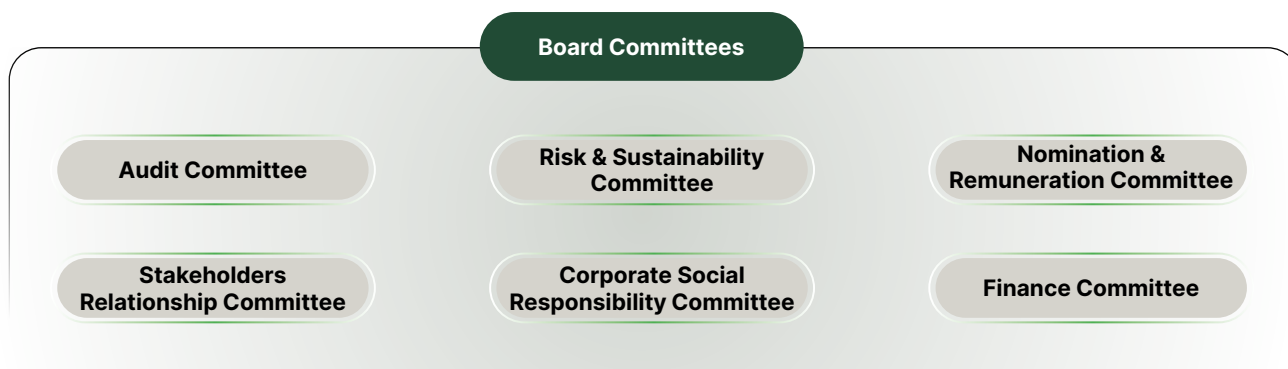 Board Committees
Audit Committee
Risk & Sustainability
Committee
Nomination &
Remuneration Committee
Stakeholders
Relationship Committee
Corporate Social
Responsibility Committee
Finance Committee